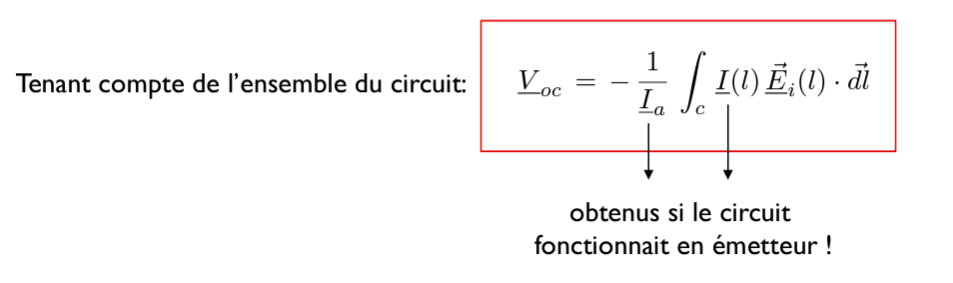 Tenant compte de l'ensemble du circuit: $\underline{V}_{oc} = -\frac{1}{\underline{I}_a} \int_c \underline{I}(l)\, \underline{\vec{E}}_i(l) \cdot \vec{dl}$
obtenus si le circuit
fonctionnait en émetteur !